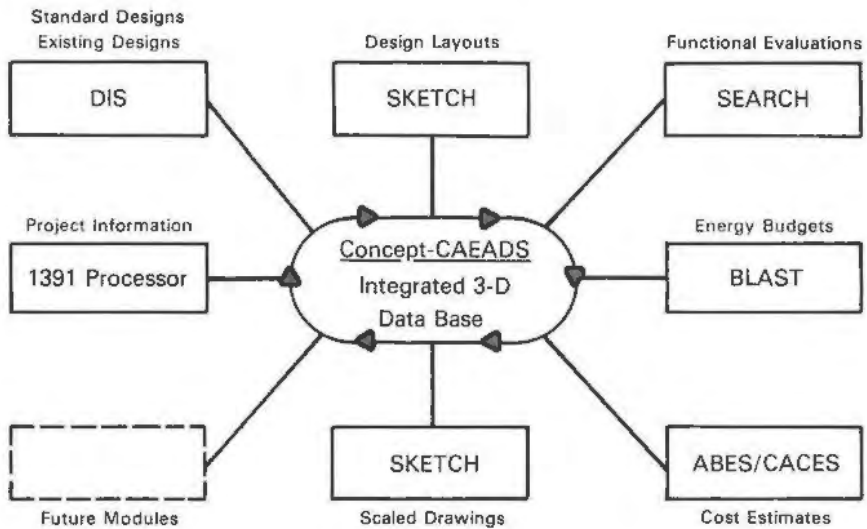 Standard Designs
Existing Designs
Design Layouts
Functional Evaluations
DIS
SKETCH
SEARCH
Project Information
Energy Budgets
1391 Processor
Concept-CAEADS
Integrated 3-D
Data Base
BLAST
SKETCH
ABES/CACES
Future Modules
Scaled Drawings
Cost Estimates